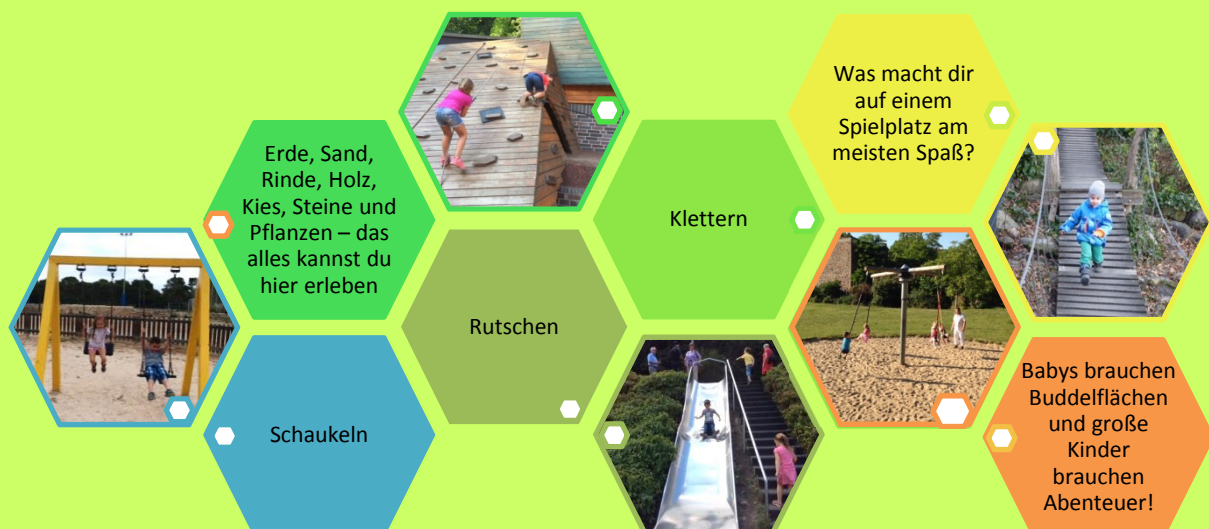 Erde, Sand,
Rinde, Holz,
Kies, Steine und
Pflanzen – das
alles kannst du
hier erleben
Schaukeln
Rutschen
Klettern
Was macht dir
auf einem
Spielplatz am
meisten Spaß?
Babys brauchen
Buddelflächen
und große
Kinder
brauchen
Abenteuer!